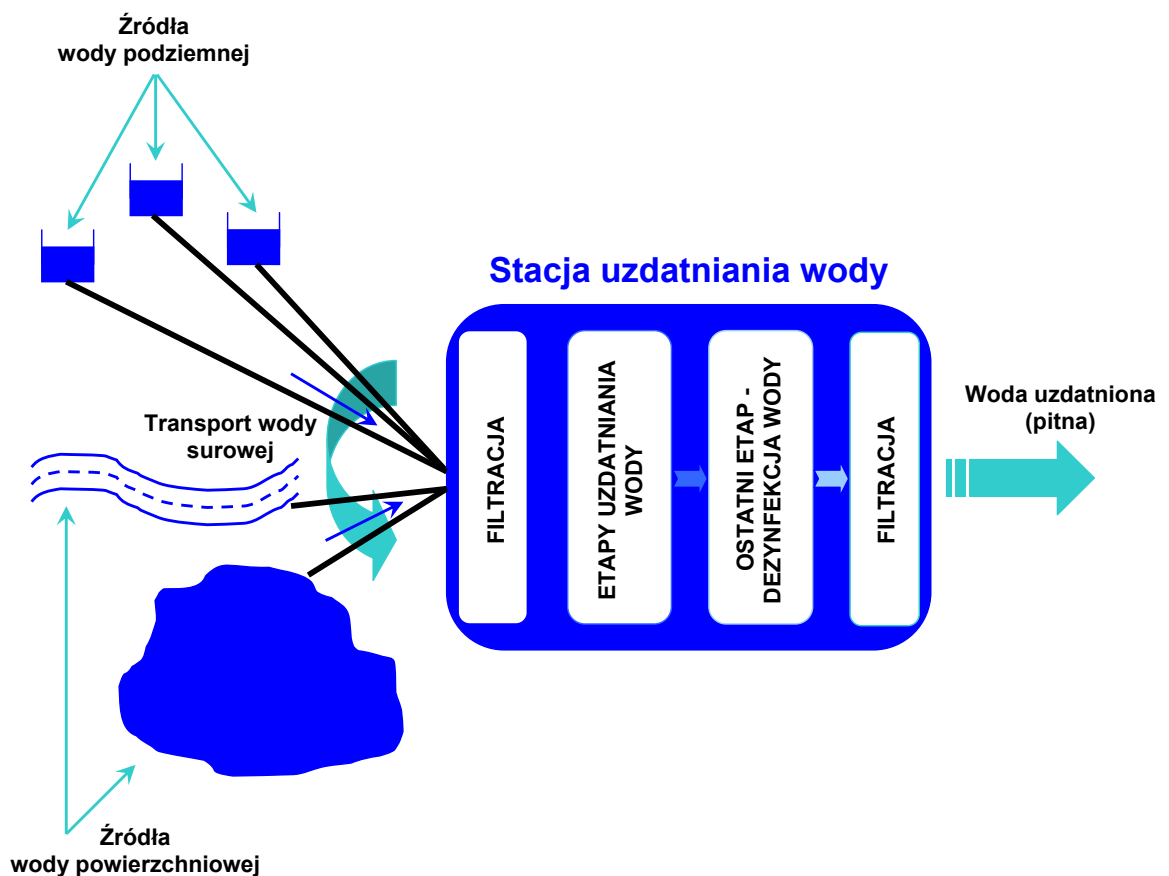 Źródła
wody podziemnej
Stacja uzdatniania wody
Transport wody
surowej
FILTRACJA
ETAPY UZDATNIANIA
WODY
OSTATNI ETAP -
DEZYNFEKCJA WODY
FILTRACJA
Woda uzdatniona
(pitna)
Źródła
wody powierzchniowej